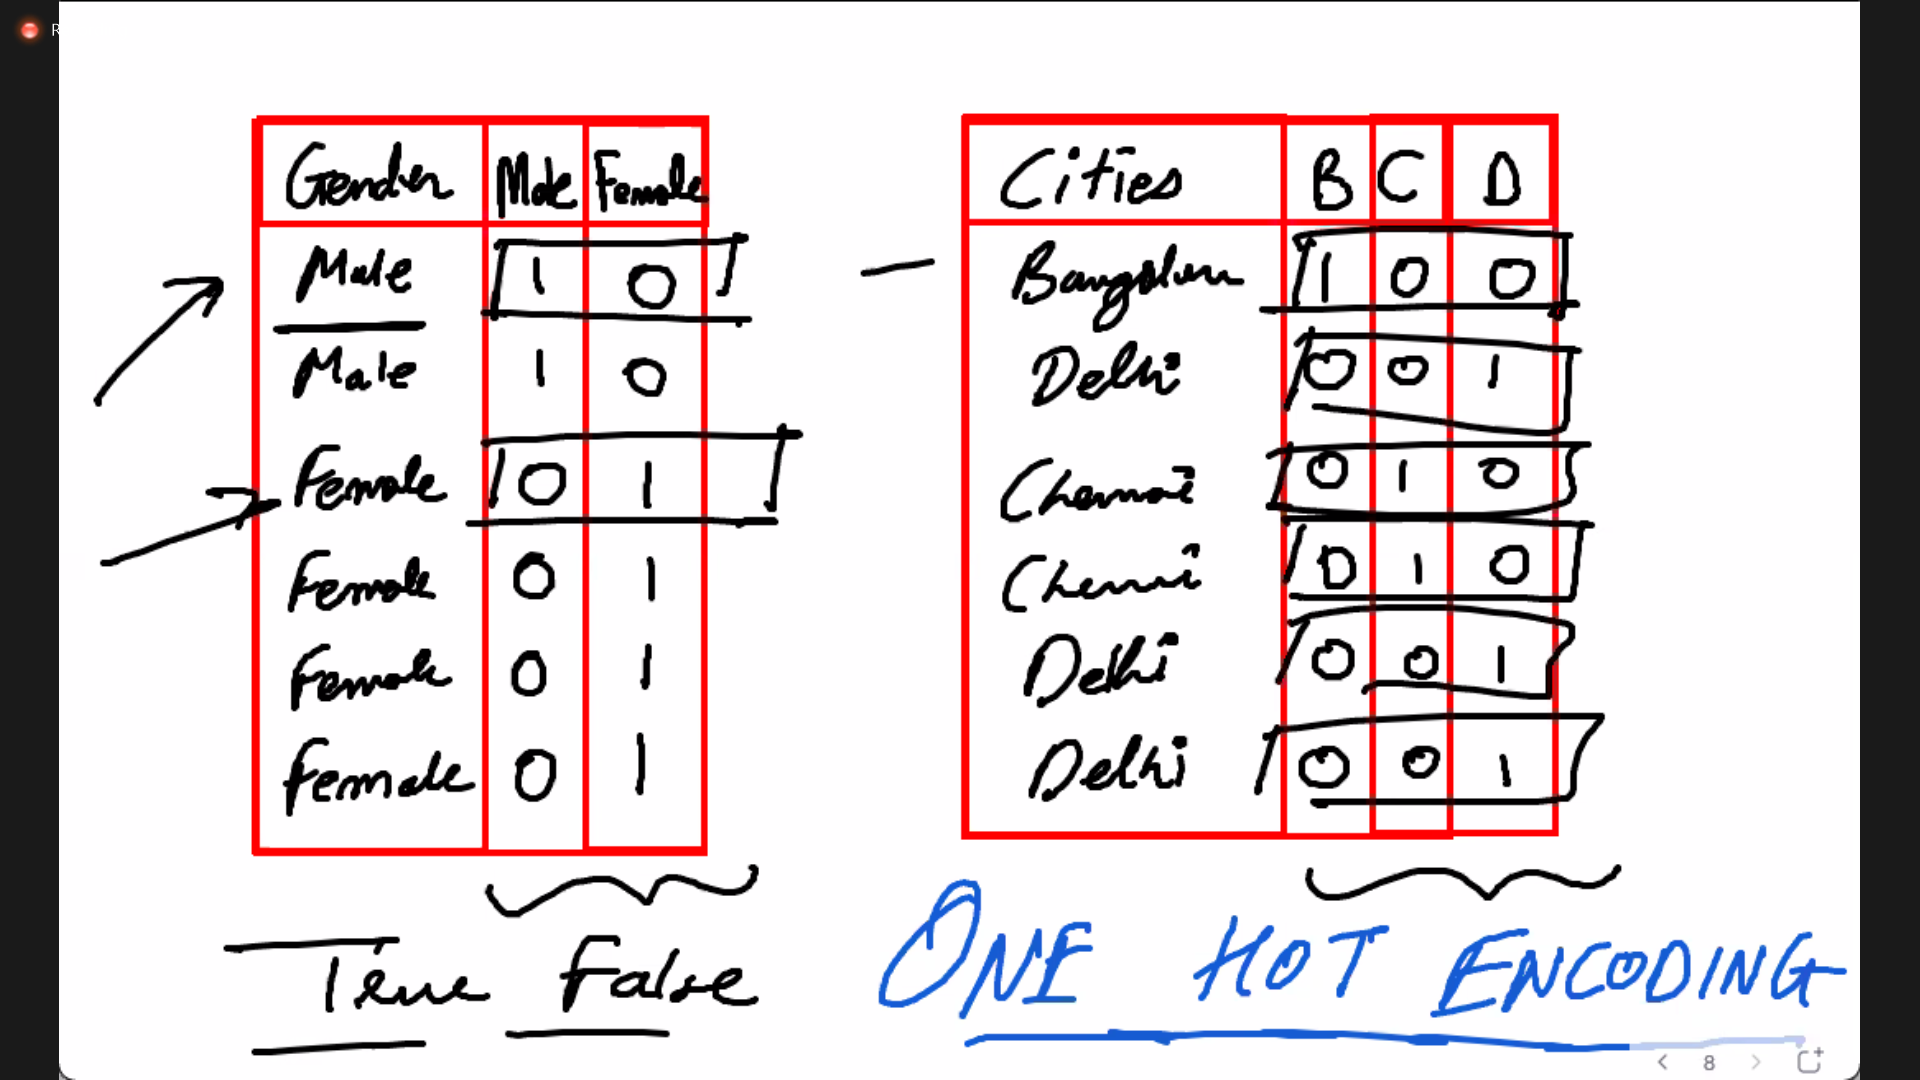 R
Gender Male Female
Male 1 0
Male 1 0
Female 0 1
Female 0 1
Female 0 1
Female 0 1
Cities B C D
1 0 0
Delhi 0 0 1
Chennai 0 1 0
Chennai 0 1 0
Delhi 0 0 1
Delhi 0 0 1
True False
ONE HOT ENCODING
8